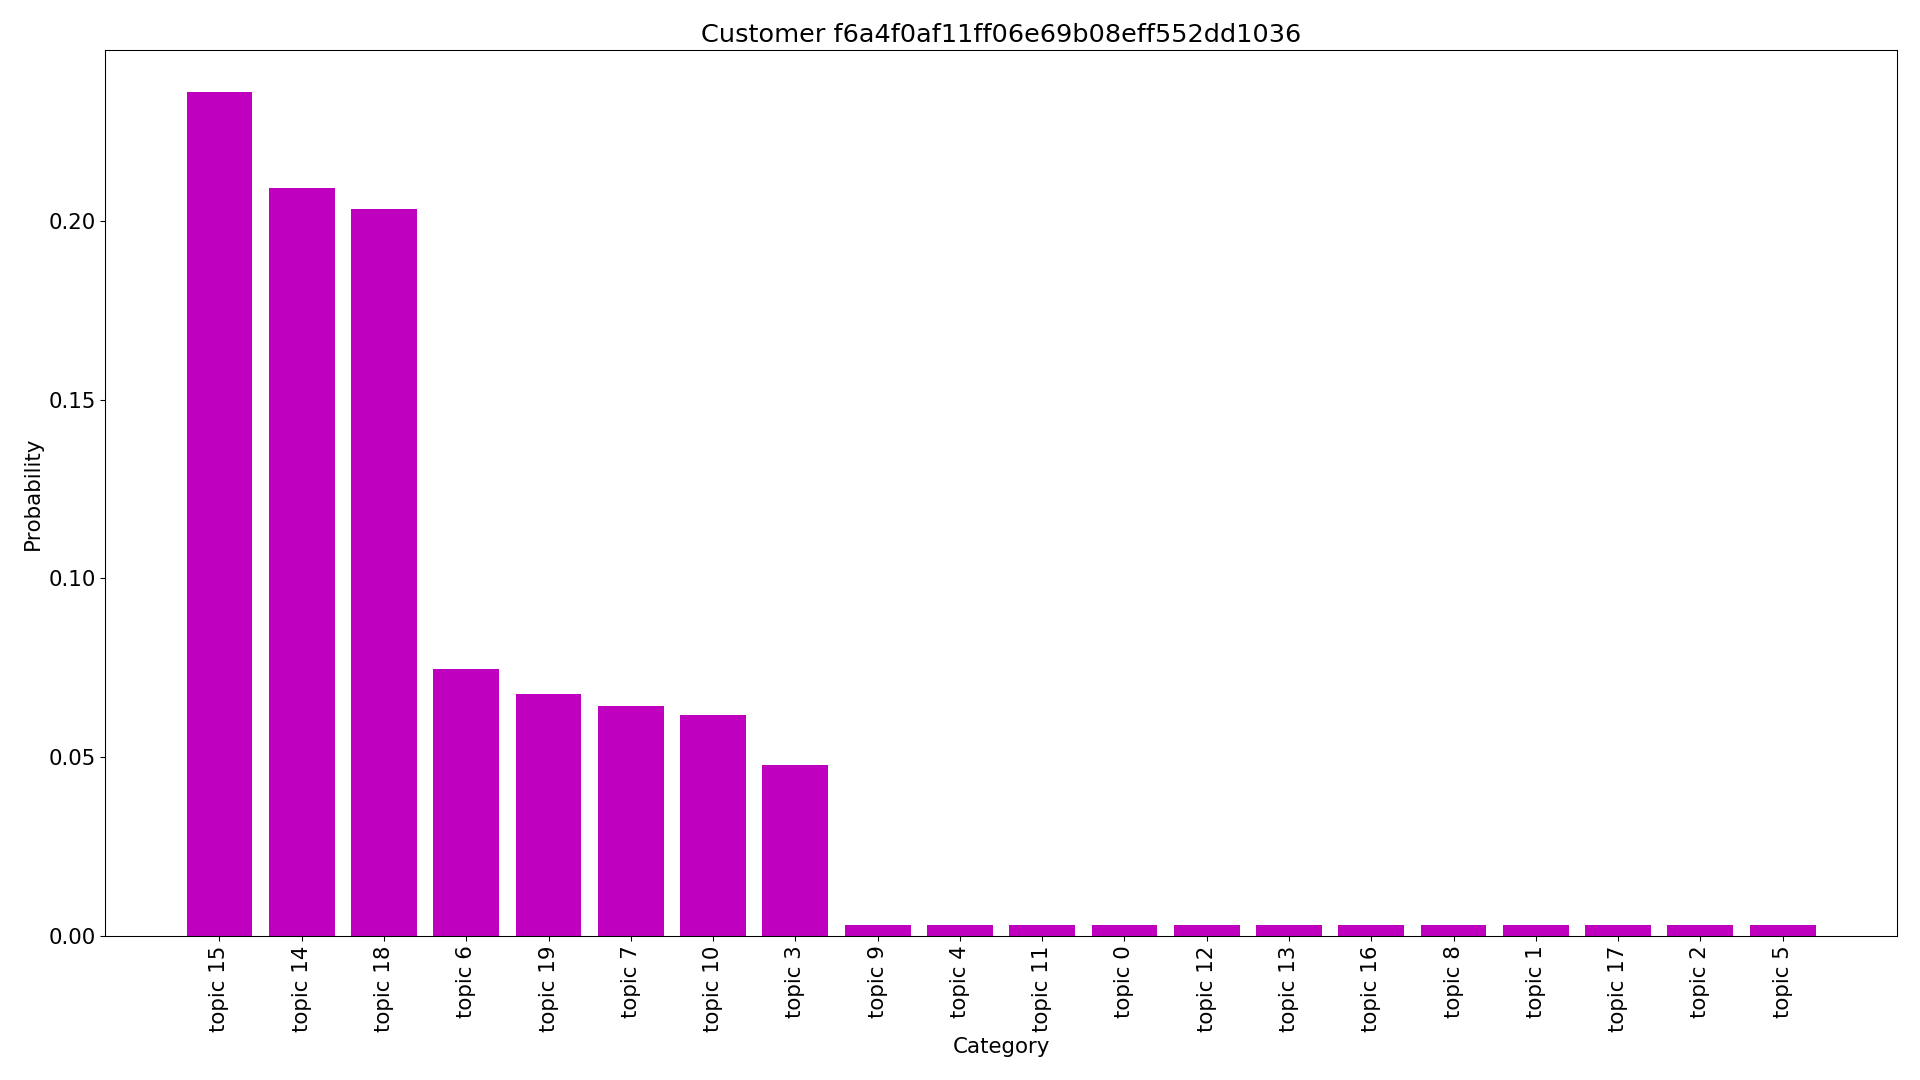 Customer f6a4f0af11ff06e69b08eff552dd1036
Probability
0.20
0.15
0.10
0.05
0.00
topic 15
topic 14
topic 18
topic 6
topic 19
topic 7
topic 10
topic 3
topic 9
topic 4
topic 11
topic 0
topic 12
topic 13
topic 16
topic 8
topic 1
topic 17
topic 2
topic 5
Category